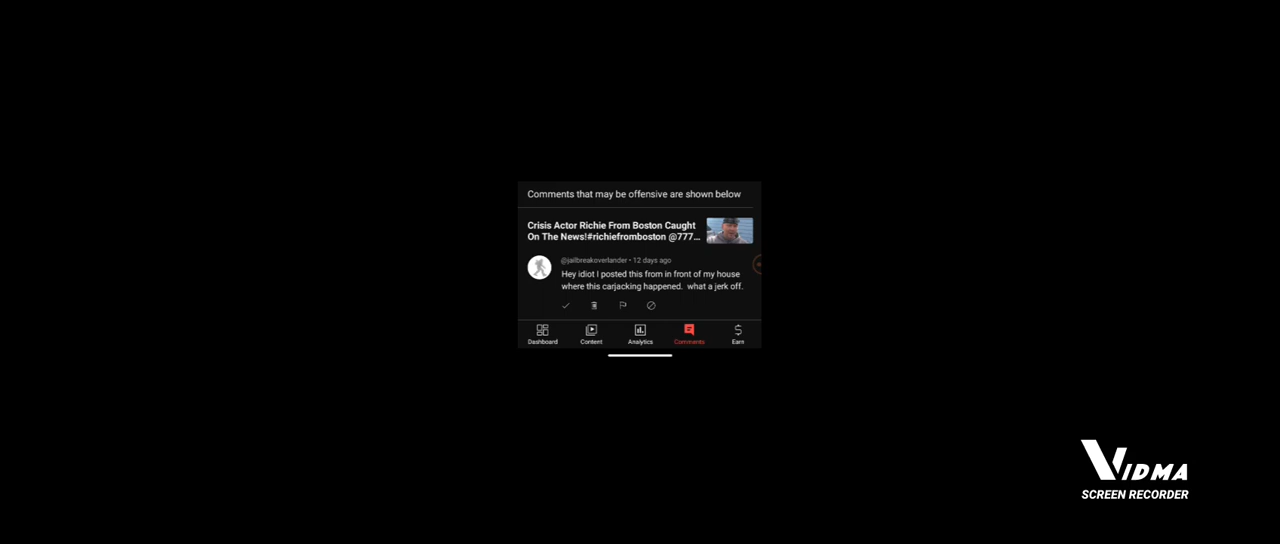 Comments that may be offensive are shown below
Crisis Actor Richie From Boston Caught
On The News!#richiefromboston @777...
@jailbreakoverlander • 12 days ago
Hey idiot I posted this from in front of my house
where this carjacking happened.  what a jerk off.
Dashboard Content Analytics Comments Earn
VIDMA
SCREEN RECORDER